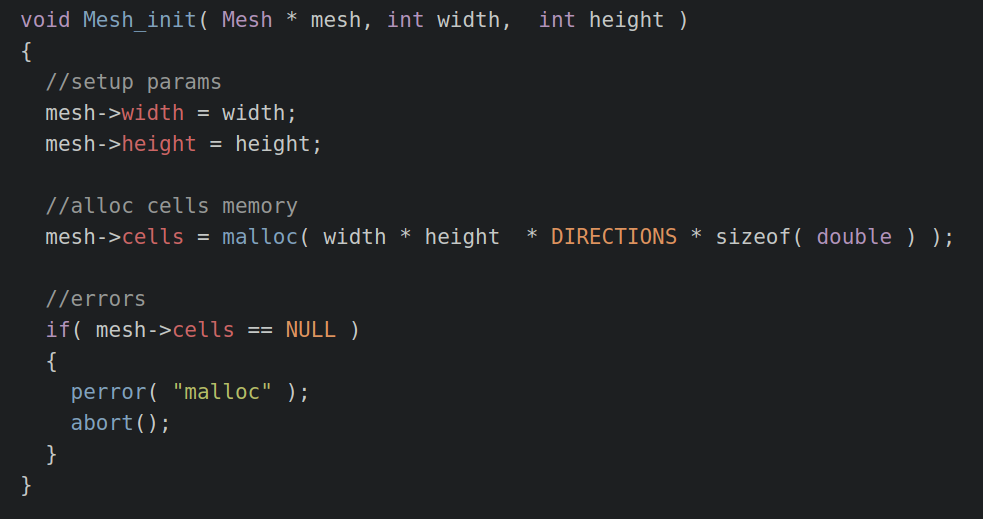 void Mesh_init( Mesh * mesh, int width,  int height )
{
  //setup params
  mesh->width = width;
  mesh->height = height;

  //alloc cells memory
  mesh->cells = malloc( width * height  * DIRECTIONS * sizeof( double ) );

  //errors
  if( mesh->cells == NULL )
  {
    perror( "malloc" );
    abort();
  }
}